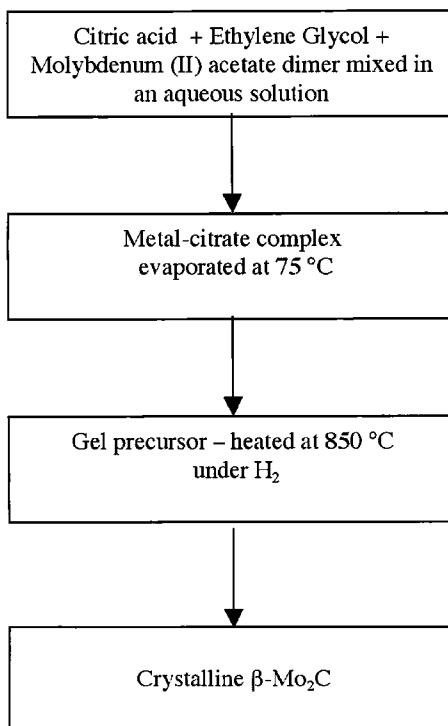 Citric acid + Ethylene Glycol +
Molybdenum (II) acetate dimer mixed in
an aqueous solution
Metal-citrate complex
evaporated at 75 °C
Gel precursor – heated at 850 °C
under H₂
Crystalline β-Mo₂C